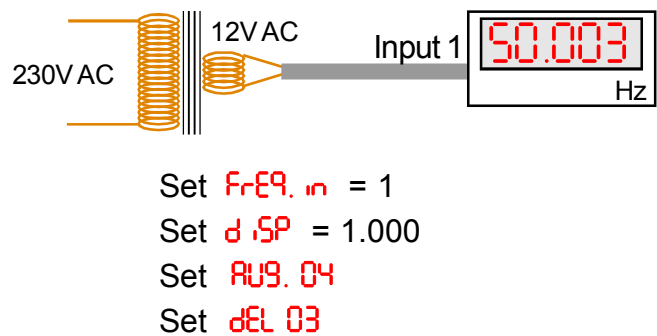 12V AC
Input 1
50.003
230V AC
Hz
Set FrEq. in = 1
Set diSP = 1.000
Set AUg. 04
Set dEL 03